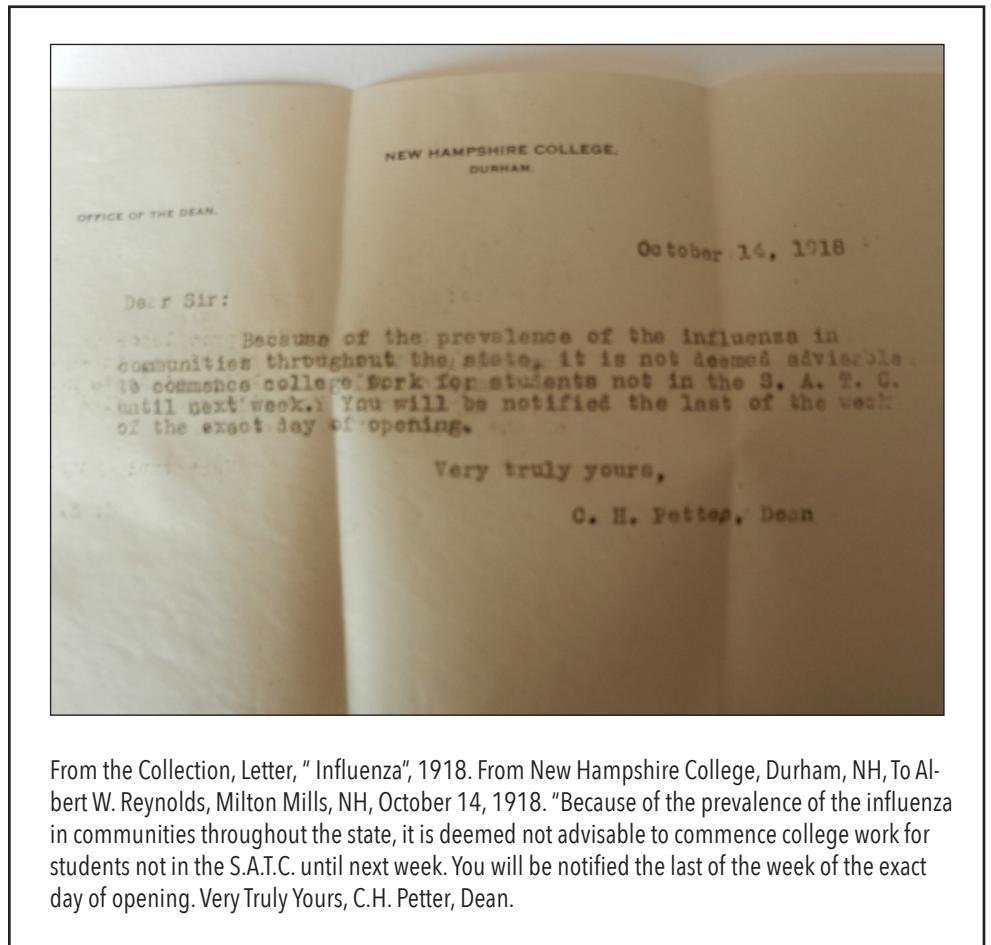 NEW HAMPSHIRE COLLEGE,
DURHAM.
OFFICE OF THE DEAN.
October 14, 1918
Dear Sir:
Because of the prevalence of the influenza in
communities throughout the state, it is not deemed advisable
to commence college work for students not in the S. A. T. C.
until next week. You will be notified the last of the week
of the exact day of opening.
Very truly yours,
C. H. Pettee, Dean
From the Collection, Letter, “ Influenza”, 1918. From New Hampshire College, Durham, NH, To Al-
bert W. Reynolds, Milton Mills, NH, October 14, 1918. “Because of the prevalence of the influenza
in communities throughout the state, it is deemed not advisable to commence college work for
students not in the S.A.T.C. until next week. You will be notified the last of the week of the exact
day of opening. Very Truly Yours, C.H. Petter, Dean.